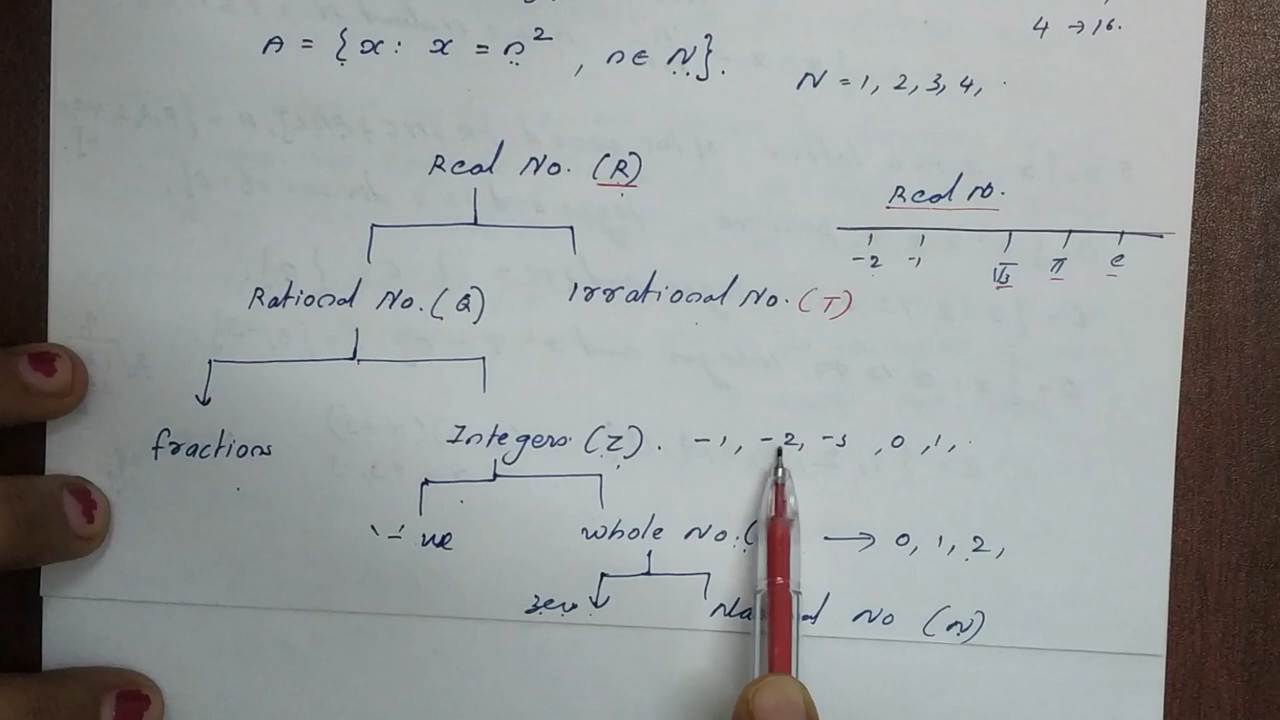 4 → 16.
A = {x : x = n², n ∈ N}.
N = 1, 2, 3, 4,
Real No. (R)
Real No.
-2 -1 √3 π e
Rational No. (Q)
Irrational No. (T)
fractions
Integers (Z). -1, -2, -3, 0, 1,
'-' ve
whole No. ( → 0, 1, 2,
zero
No (N)